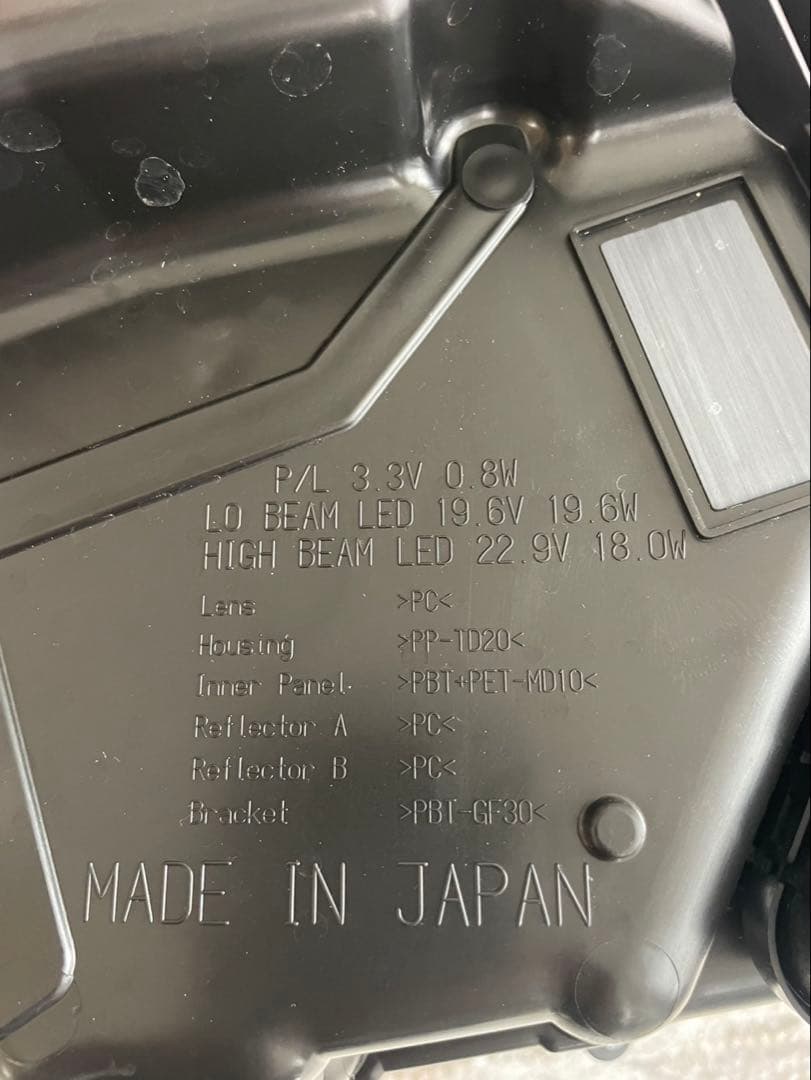 P/L 3.3V 0.8W
LO BEAM LED 19.6V 19.6W
HIGH BEAM LED 22.9V 18.0W
Lens >PC<
Housing >PP-TD20<
Inner Panel >PBT+PET-MD10<
Reflector A >PC<
Reflector B >PC<
Bracket >PBT-GF30<
MADE IN JAPAN